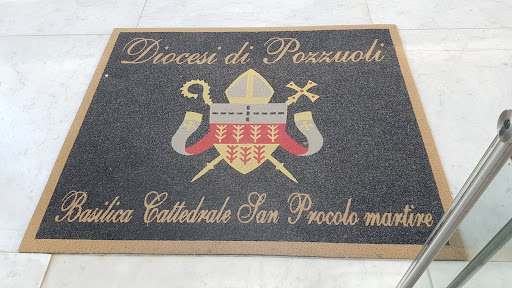 Diocesi di Pozzuoli
Basilica Cattedrale San Procolo martire